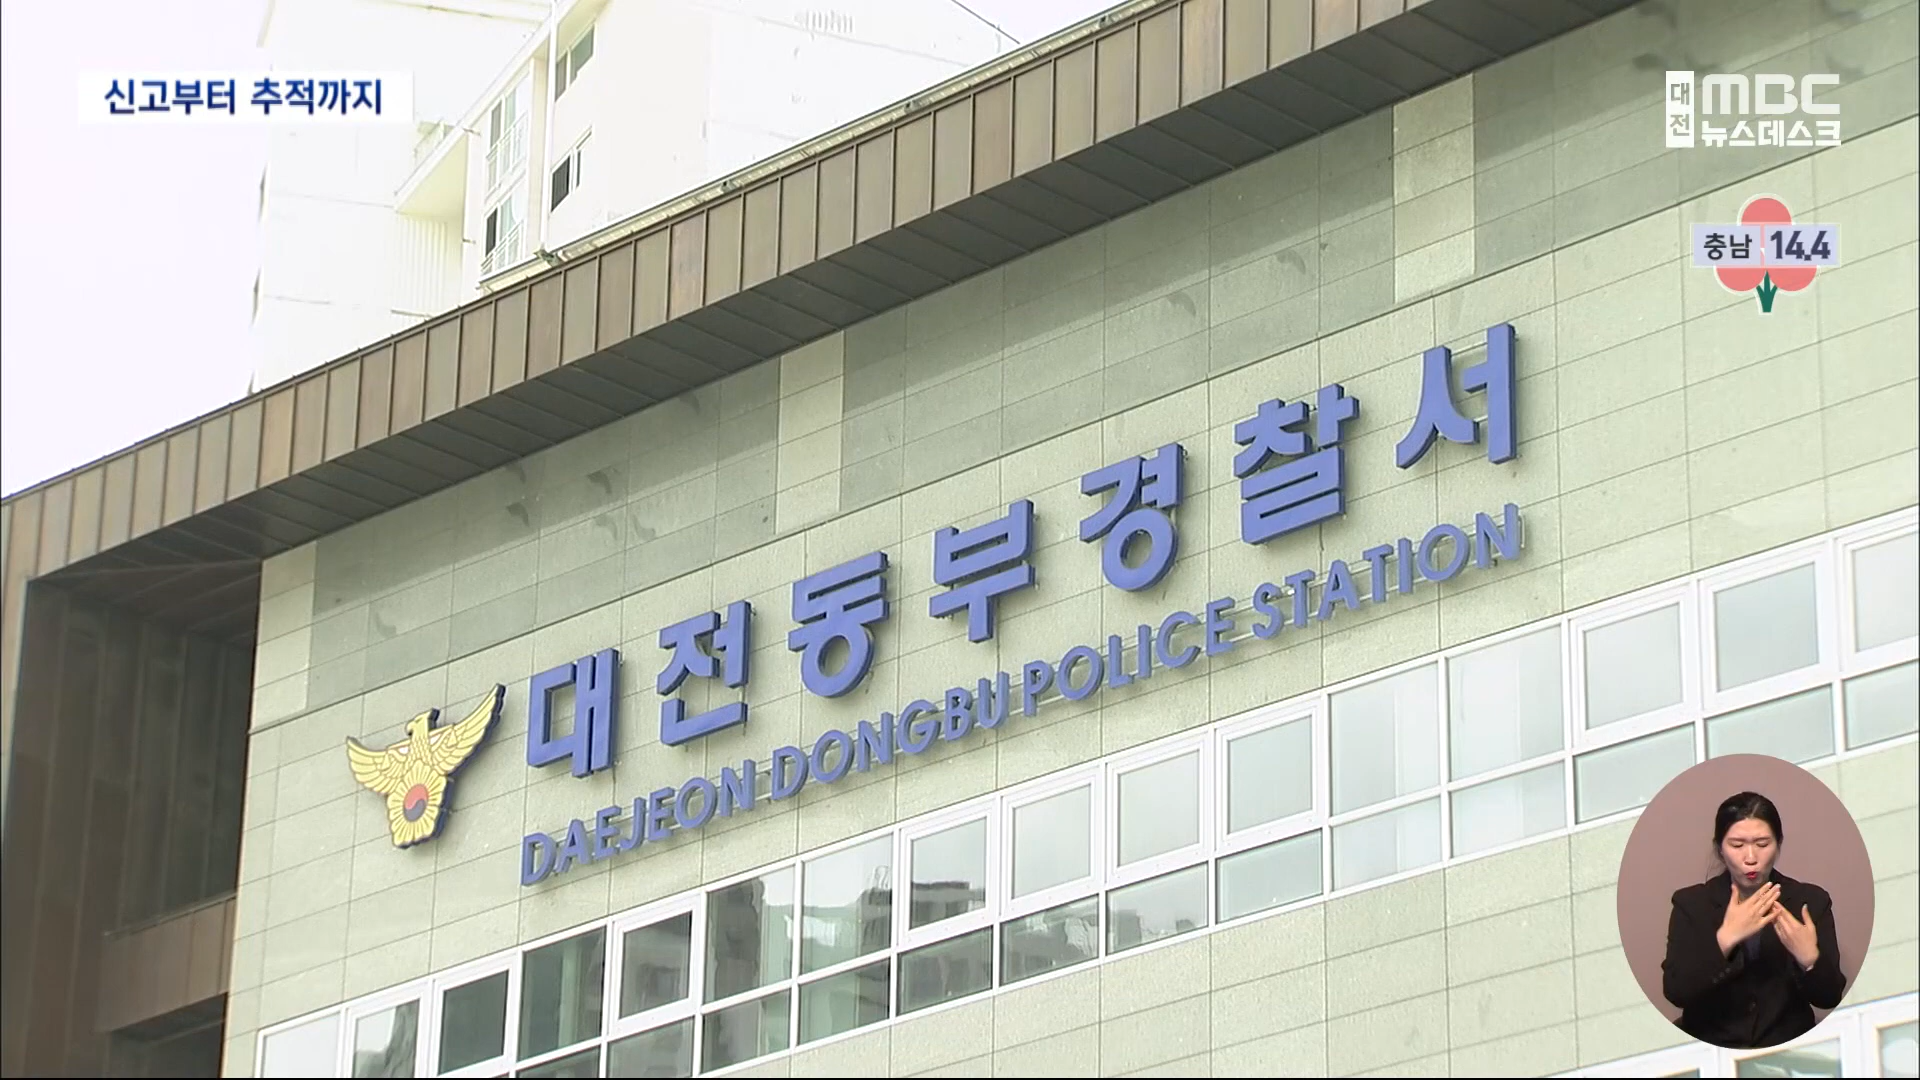 신고부터 추적까지
대전
MBC
뉴스데스크
충남 14.4
대전동부경찰서
DAEJEON DONGBU POLICE STATION